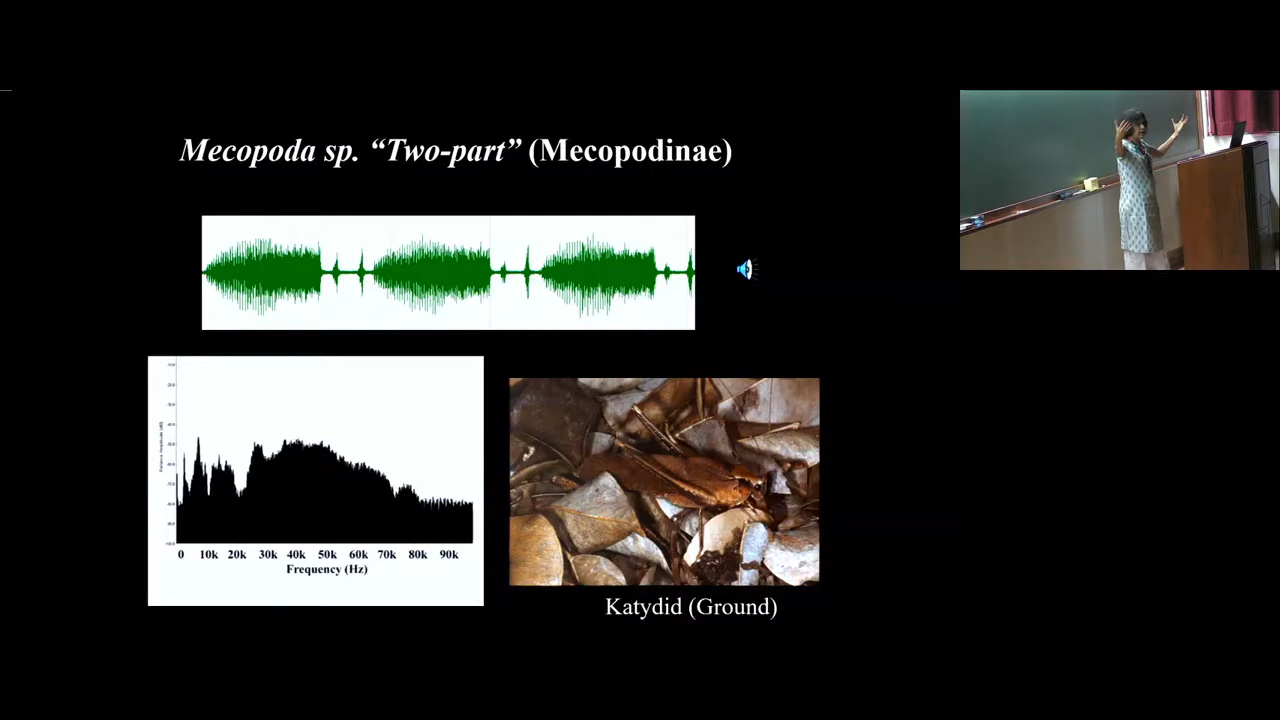 Mecopoda sp. “Two-part” (Mecopodinae)
0 10k 20k 30k 40k 50k 60k 70k 80k 90k
Frequency (Hz)
Katydid (Ground)